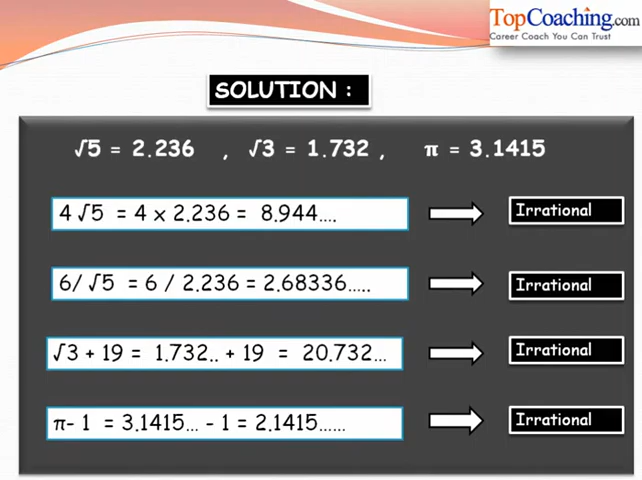 TopCoaching.com
Career Coach You Can Trust
SOLUTION :
√5 = 2.236 , √3 = 1.732 , π = 3.1415
4 √5 = 4 x 2.236 = 8.944....
Irrational
6/ √5 = 6 / 2.236 = 2.68336.....
Irrational
√3 + 19 = 1.732.. + 19 = 20.732...
Irrational
π- 1 = 3.1415... - 1 = 2.1415......
Irrational